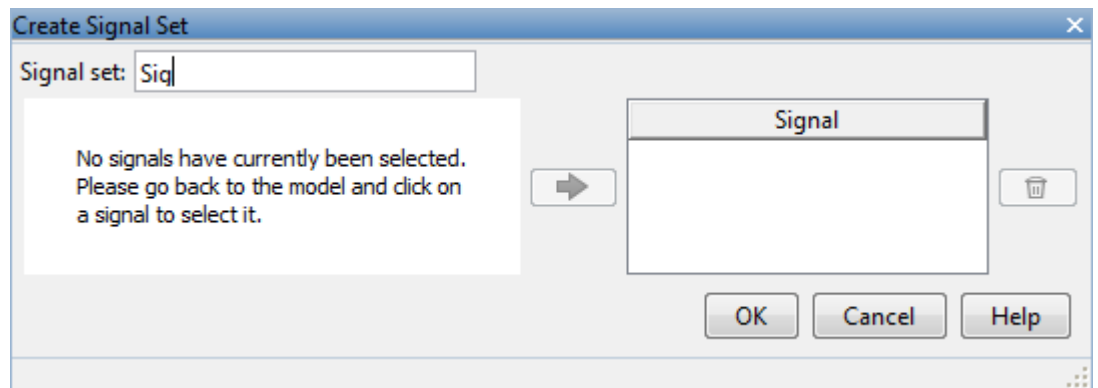 Create Signal Set
Signal set: Sig
No signals have currently been selected.
Please go back to the model and click on
a signal to select it.
Signal
OK Cancel Help